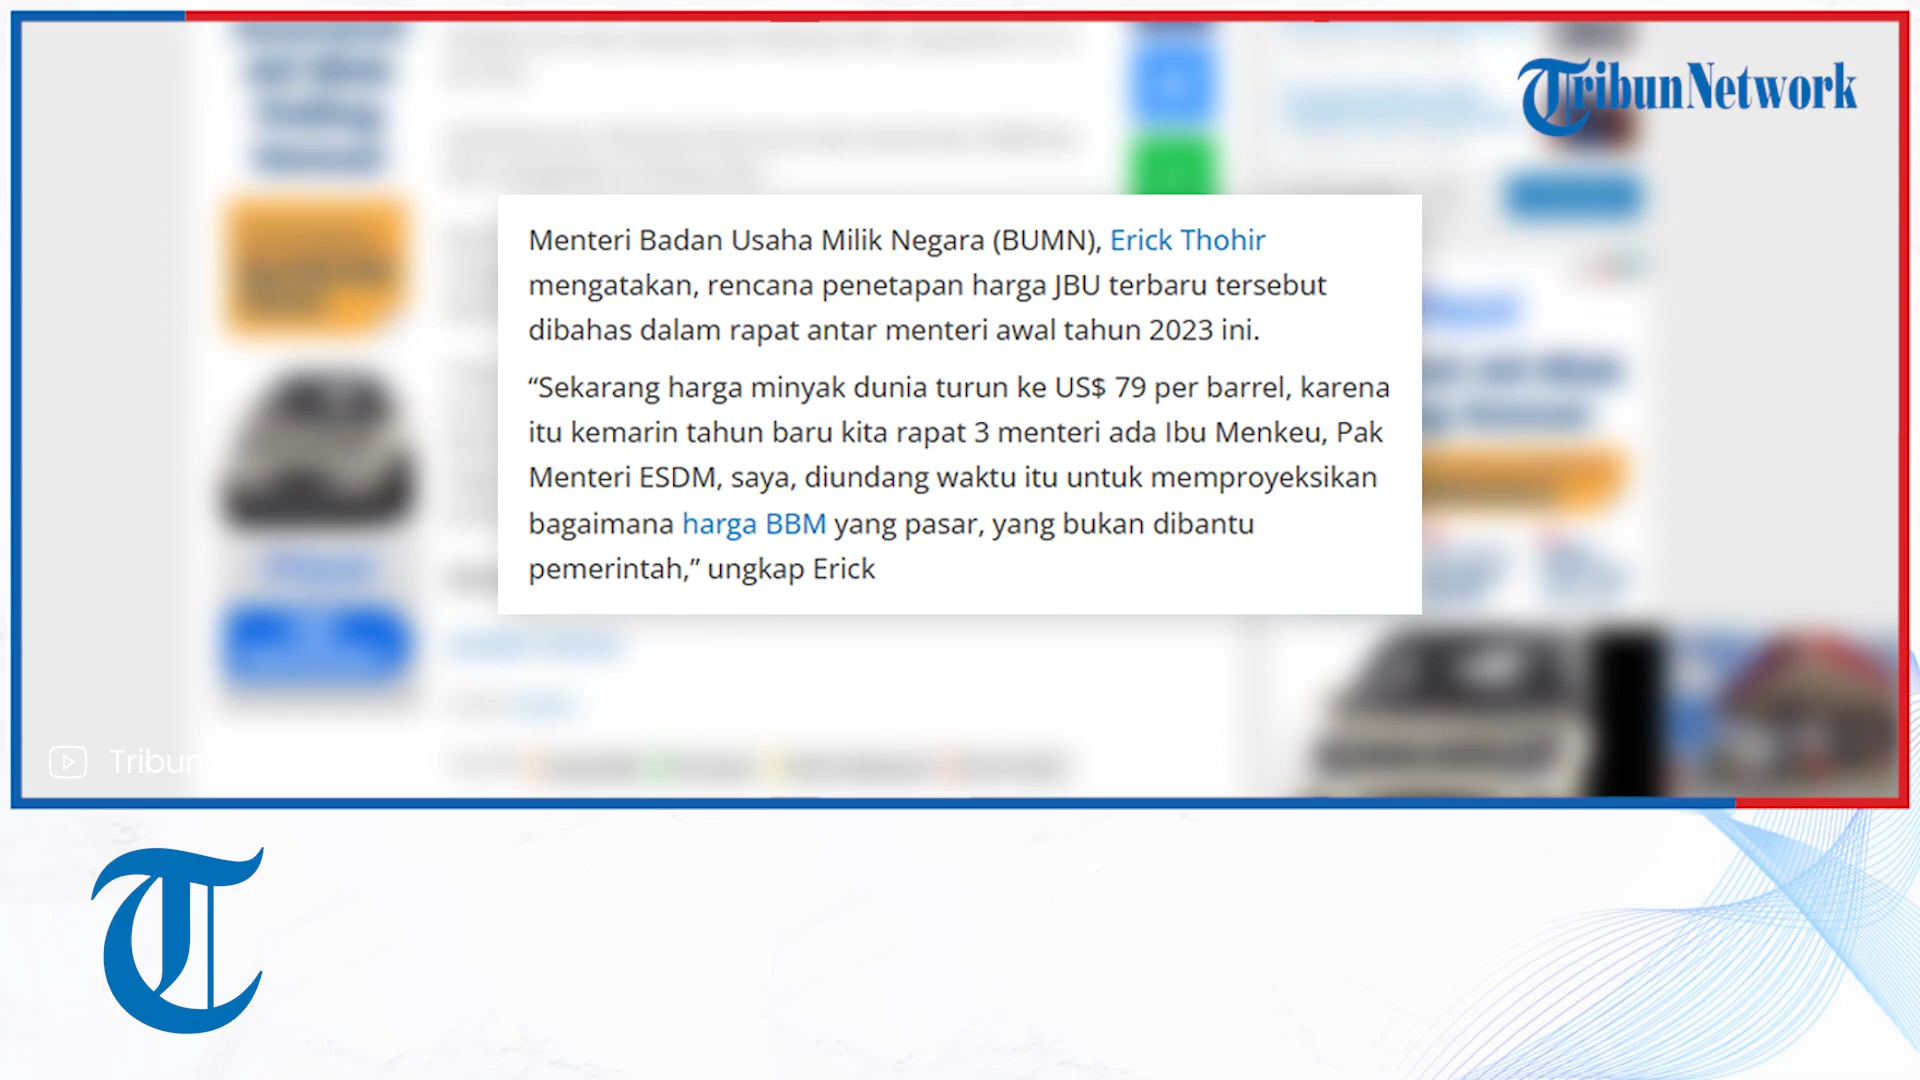 TribunNetwork
Menteri Badan Usaha Milik Negara (BUMN), Erick Thohir
mengatakan, rencana penetapan harga JBU terbaru tersebut
dibahas dalam rapat antar menteri awal tahun 2023 ini.
“Sekarang harga minyak dunia turun ke US$ 79 per barrel, karena
itu kemarin tahun baru kita rapat 3 menteri ada Ibu Menkeu, Pak
Menteri ESDM, saya, diundang waktu itu untuk memproyeksikan
bagaimana harga BBM yang pasar, yang bukan dibantu
pemerintah,” ungkap Erick
Tribun
T